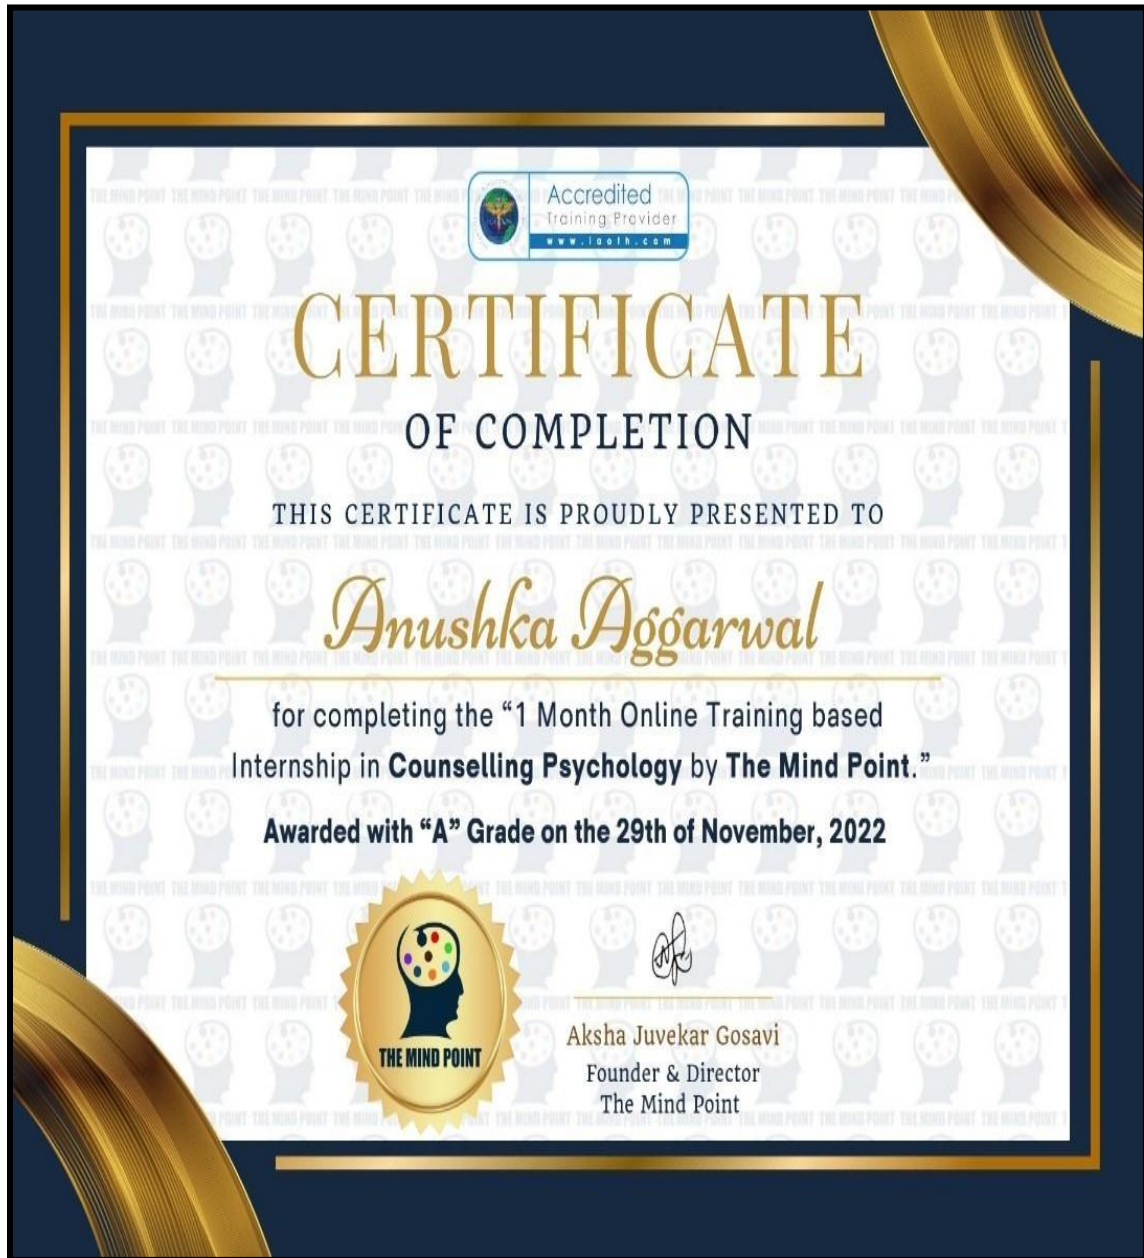 Accredited
Training Provider
www.iaoth.com
CERTIFICATE
OF COMPLETION
THIS CERTIFICATE IS PROUDLY PRESENTED TO
Anushka Aggarwal
for completing the “1 Month Online Training based
Internship in Counselling Psychology by The Mind Point.”
Awarded with “A” Grade on the 29th of November, 2022
THE MIND POINT
Aksha Juvekar Gosavi
Founder & Director
The Mind Point